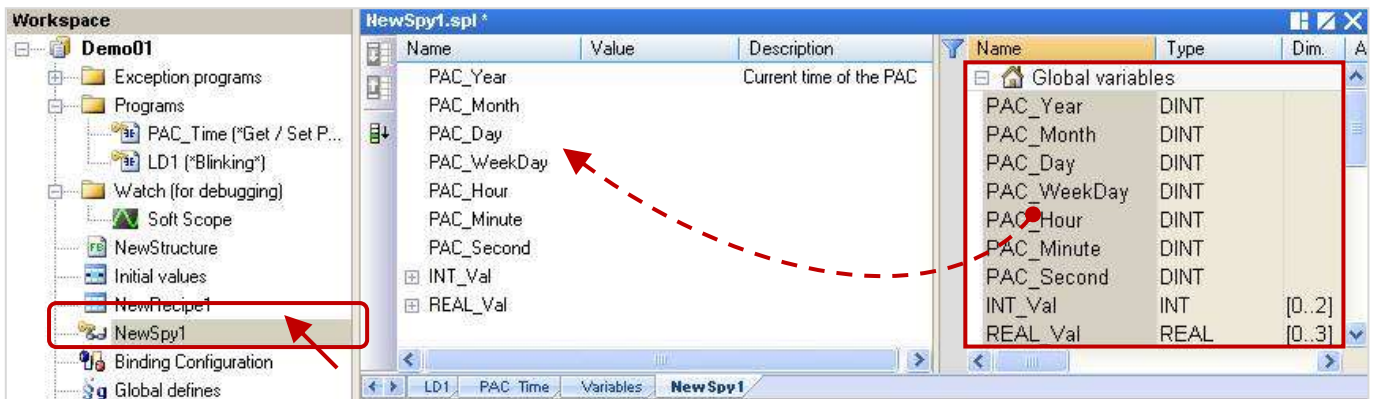 Workspace
Demo01
Exception programs
Programs
PAC_Time (*Get / Set P...
LD1 (*Blinking*)
Watch (for debugging)
Soft Scope
NewStructure
Initial values
NewRecipe1
NewSpy1
Binding Configuration
Global defines
NewSpy1.spl *
Name Value Description
PAC_Year Current time of the PAC
PAC_Month
PAC_Day
PAC_WeekDay
PAC_Hour
PAC_Minute
PAC_Second
INT_Val
REAL_Val
Name Type Dim. A
Global variables
PAC_Year DINT
PAC_Month DINT
PAC_Day DINT
PAC_WeekDay DINT
PAC_Hour DINT
PAC_Minute DINT
PAC_Second DINT
INT_Val INT [0..2]
REAL_Val REAL [0..3]
LD1 PAC_Time Variables NewSpy1